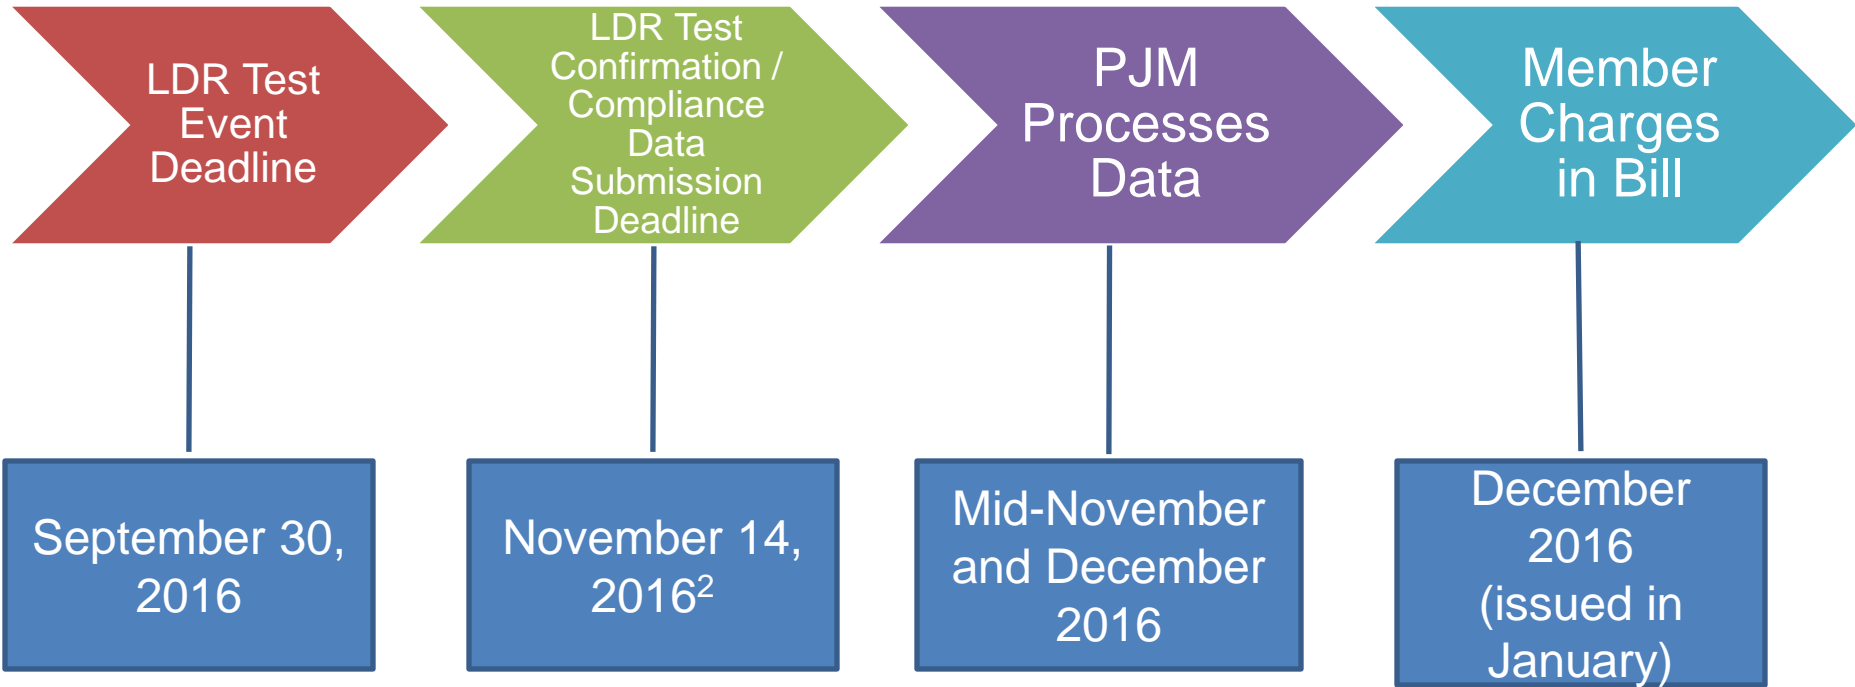 LDR Test
Event
Deadline
LDR Test
Confirmation /
Compliance
Data
Submission
Deadline
PJM
Processes
Data
Member
Charges
in Bill
September 30,
2016
November 14,
2016²
Mid-November
and December
2016
December
2016
(issued in
January)